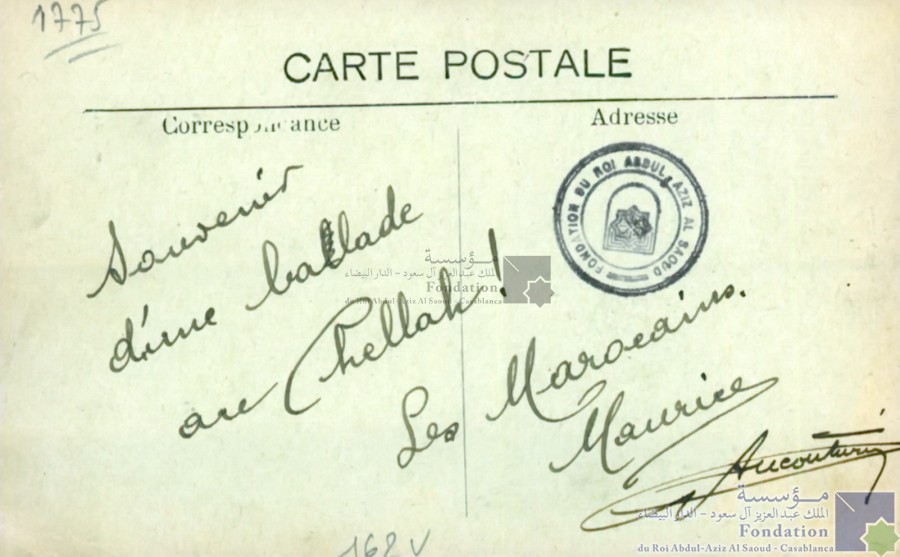 1775
CARTE POSTALE
Correspondance
Adresse
FONDATION DU ROI ABDUL AZIZ AL SAOUD
Souvenir
d'une ballade
au Chellah!
Les Marocains.
Maurice
Aucouturier
مؤسسة
الملك عبد العزيز آل سعود - الدار البيضاء
Fondation
du Roi Abdul-Aziz Al Saoud - Casablanca
مؤسسة
الملك عبد العزيز آل سعود - الدار البيضاء
Fondation
du Roi Abdul-Aziz Al Saoud - Casablanca
162 v